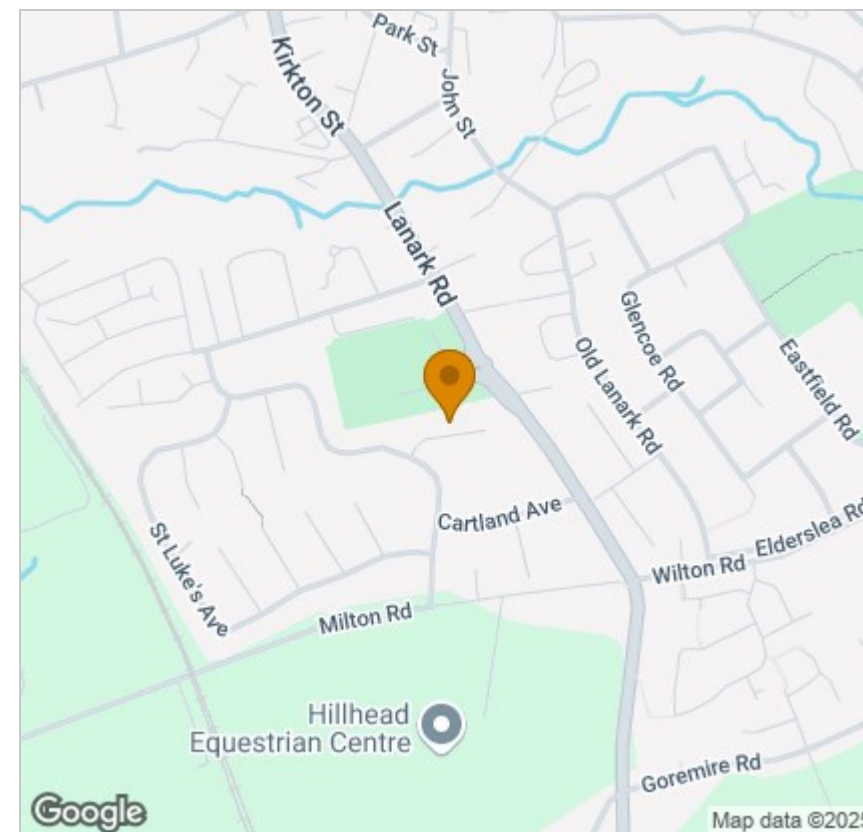 Park St
Kirkton St
John St
Lanark Rd
Glencoe Rd
Old Lanark Rd
Eastfield Rd
Cartland Ave
Elderslea Rd
St Luke's Ave
Wilton Rd
Milton Rd
Hillhead
Equestrian Centre
Goremire Rd
Google
Map data ©2025